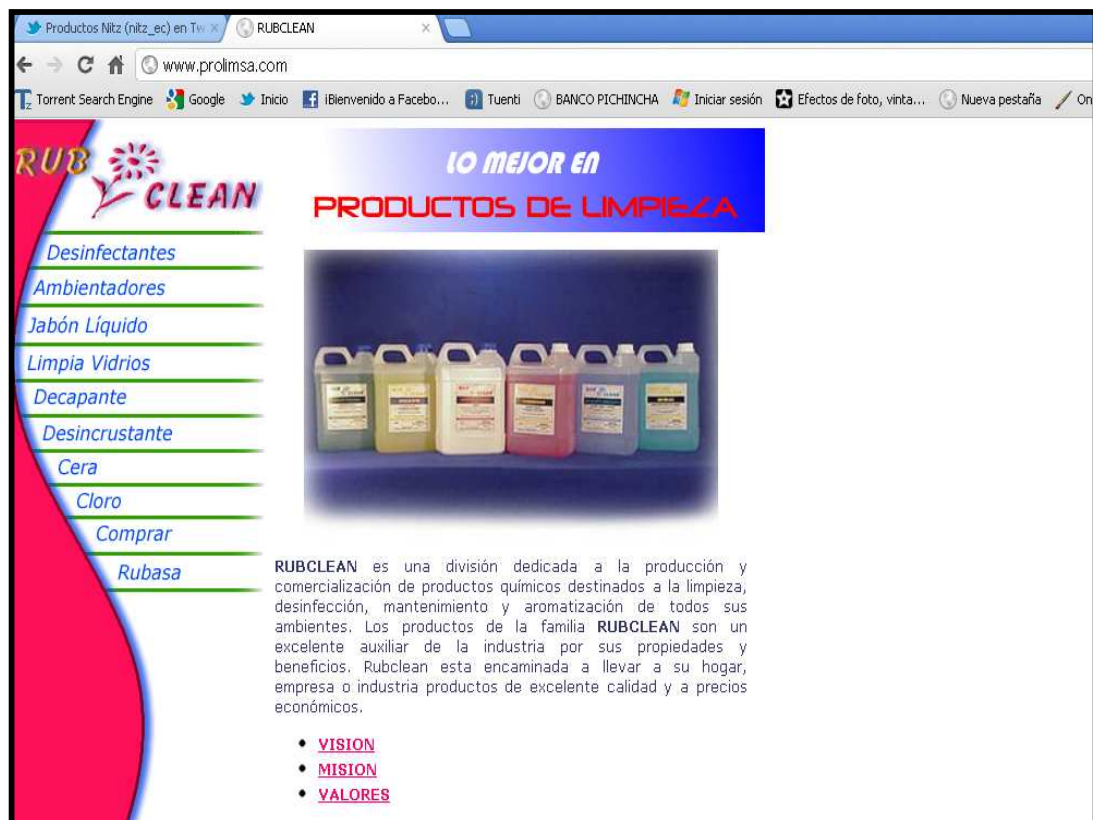 Productos Nitz (nitz_ec) en Tw
RUBCLEAN
www.prolimsa.com
Torrent Search Engine Google Inicio iBienvenido a Facebo... Tuenti BANCO PICHINCHA Iniciar sesión Efectos de foto, vinta... Nueva pestaña On
RUB
CLEAN
LO MEJOR EN
PRODUCTOS DE LIMPIEZA
Desinfectantes
Ambientadores
Jabón Líquido
Limpia Vidrios
Decapante
Desincrustante
Cera
Cloro
Comprar
Rubasa
RUBCLEAN es una división dedicada a la producción y
comercialización de productos químicos destinados a la limpieza,
desinfección, mantenimiento y aromatización de todos sus
ambientes. Los productos de la familia RUBCLEAN son un
excelente auxiliar de la industria por sus propiedades y
beneficios. Rubclean esta encaminada a llevar a su hogar,
empresa o industria productos de excelente calidad y a precios
económicos.
VISION
MISION
VALORES